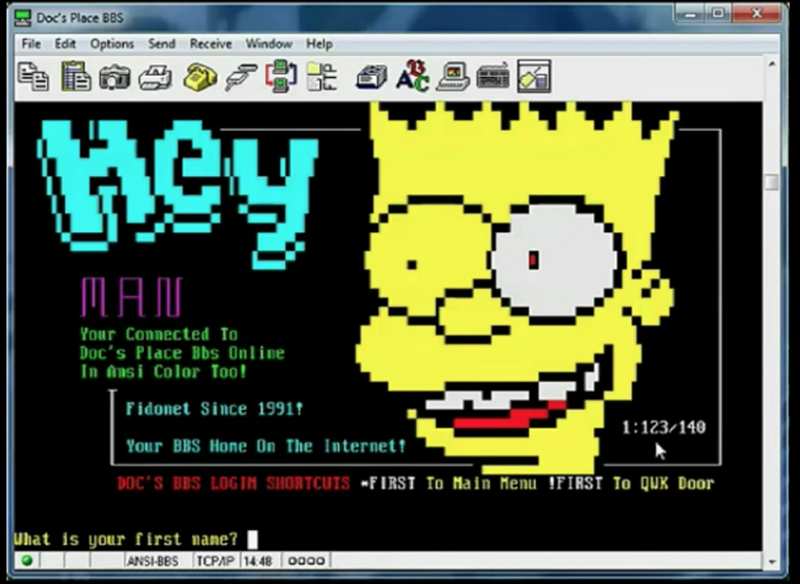 Doc's Place BBS
File Edit Options Send Receive Window Help
ABC
Hey
MAN
Your Connected To
Doc's Place Bbs Online
In Ansi Color Too!
Fidonet Since 1991!
Your BBS Home On The Internet!
1:123/140
DOC'S BBS LOGIN SHORTCUTS *FIRST To Main Menu !FIRST To QWK Door
What is your first name?
ANSI-BBS TCP/IP 14:48